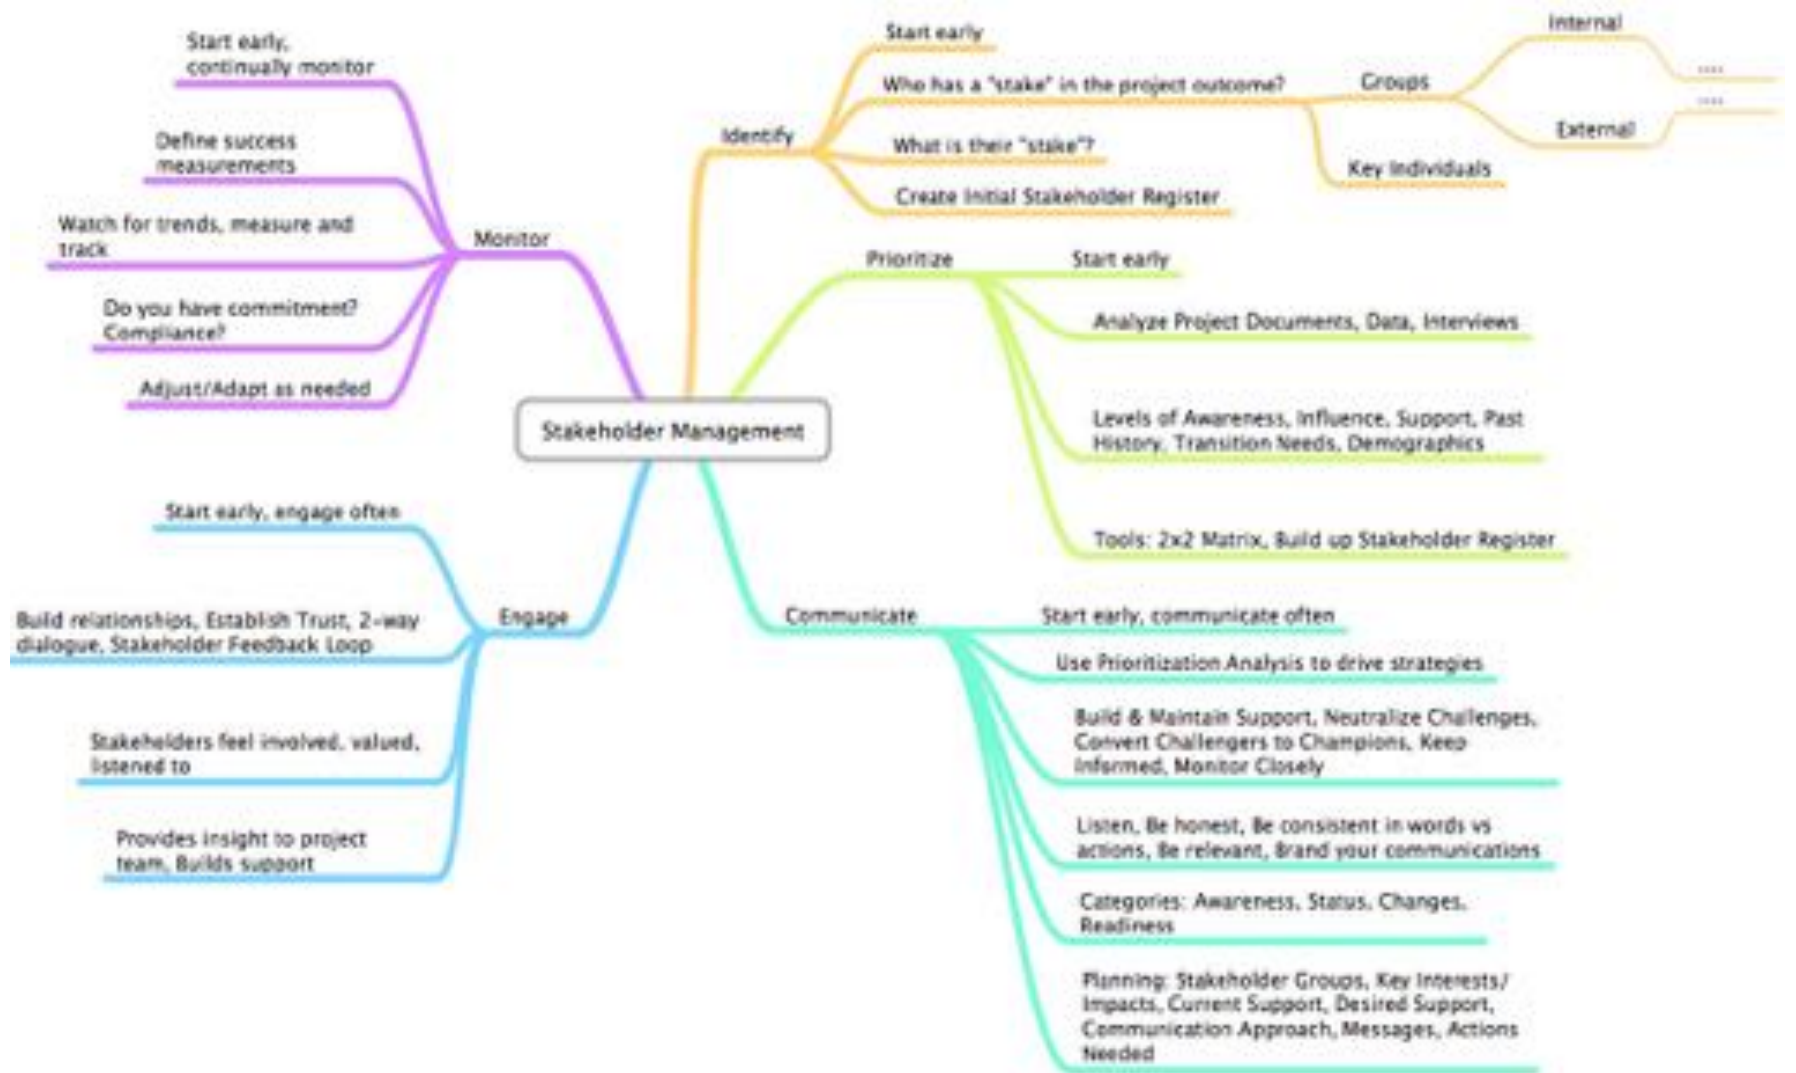 Stakeholder Management
Identify
Start early
Who has a "stake" in the project outcome?
Groups
Internal
....
External
....
Key Individuals
What is their "stake"?
Create Initial Stakeholder Register
Prioritize
Start early
Analyze Project Documents, Data, Interviews
Levels of Awareness, Influence, Support, Past
History, Transition Needs, Demographics
Tools: 2x2 Matrix, Build up Stakeholder Register
Communicate
Start early, communicate often
Use Prioritization Analysis to drive strategies
Build & Maintain Support, Neutralize Challenges,
Convert Challengers to Champions, Keep
Informed, Monitor Closely
Listen, Be honest, Be consistent in words vs
actions, Be relevant, Brand your communications
Categories: Awareness, Status, Changes,
Readiness
Planning: Stakeholder Groups, Key Interests/
Impacts, Current Support, Desired Support,
Communication Approach, Messages, Actions
Needed
Engage
Start early, engage often
Build relationships, Establish Trust, 2-way
dialogue, Stakeholder Feedback Loop
Stakeholders feel involved, valued,
listened to
Provides insight to project
team, Builds support
Monitor
Start early,
continually monitor
Define success
measurements
Watch for trends, measure and
track
Do you have commitment?
Compliance?
Adjust/Adapt as needed